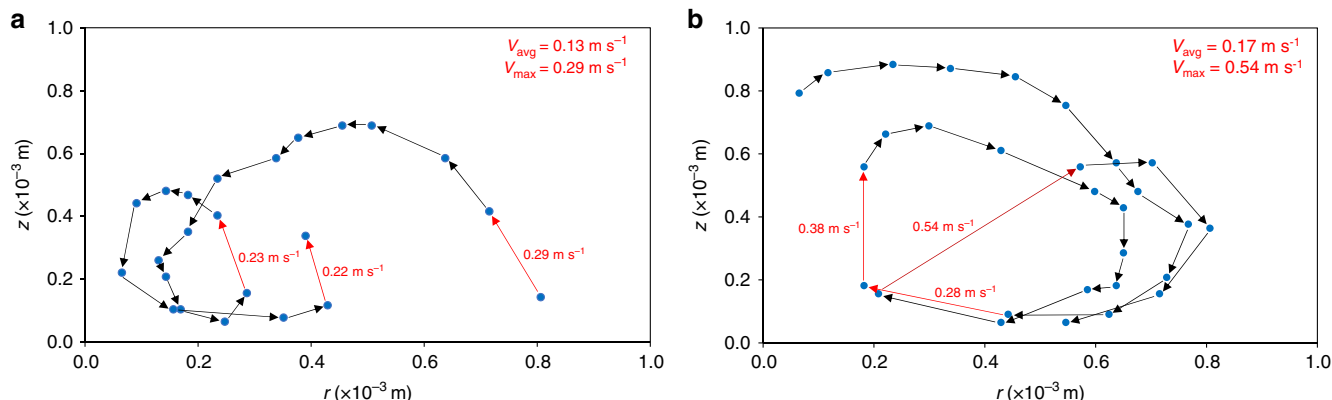 a
V_avg = 0.13 m s⁻¹
V_max = 0.29 m s⁻¹
1.0
0.8
0.6
0.4
0.2
0.0
z (×10⁻³ m)
0.23 m s⁻¹
0.22 m s⁻¹
0.29 m s⁻¹
0.0 0.2 0.4 0.6 0.8 1.0
r (×10⁻³ m)
b
V_avg = 0.17 m s⁻¹
V_max = 0.54 m s⁻¹
1.0
0.8
0.6
0.4
0.2
0.0
z (×10⁻³ m)
0.38 m s⁻¹
0.54 m s⁻¹
0.28 m s⁻¹
0.0 0.2 0.4 0.6 0.8 1.0
r (×10⁻³ m)